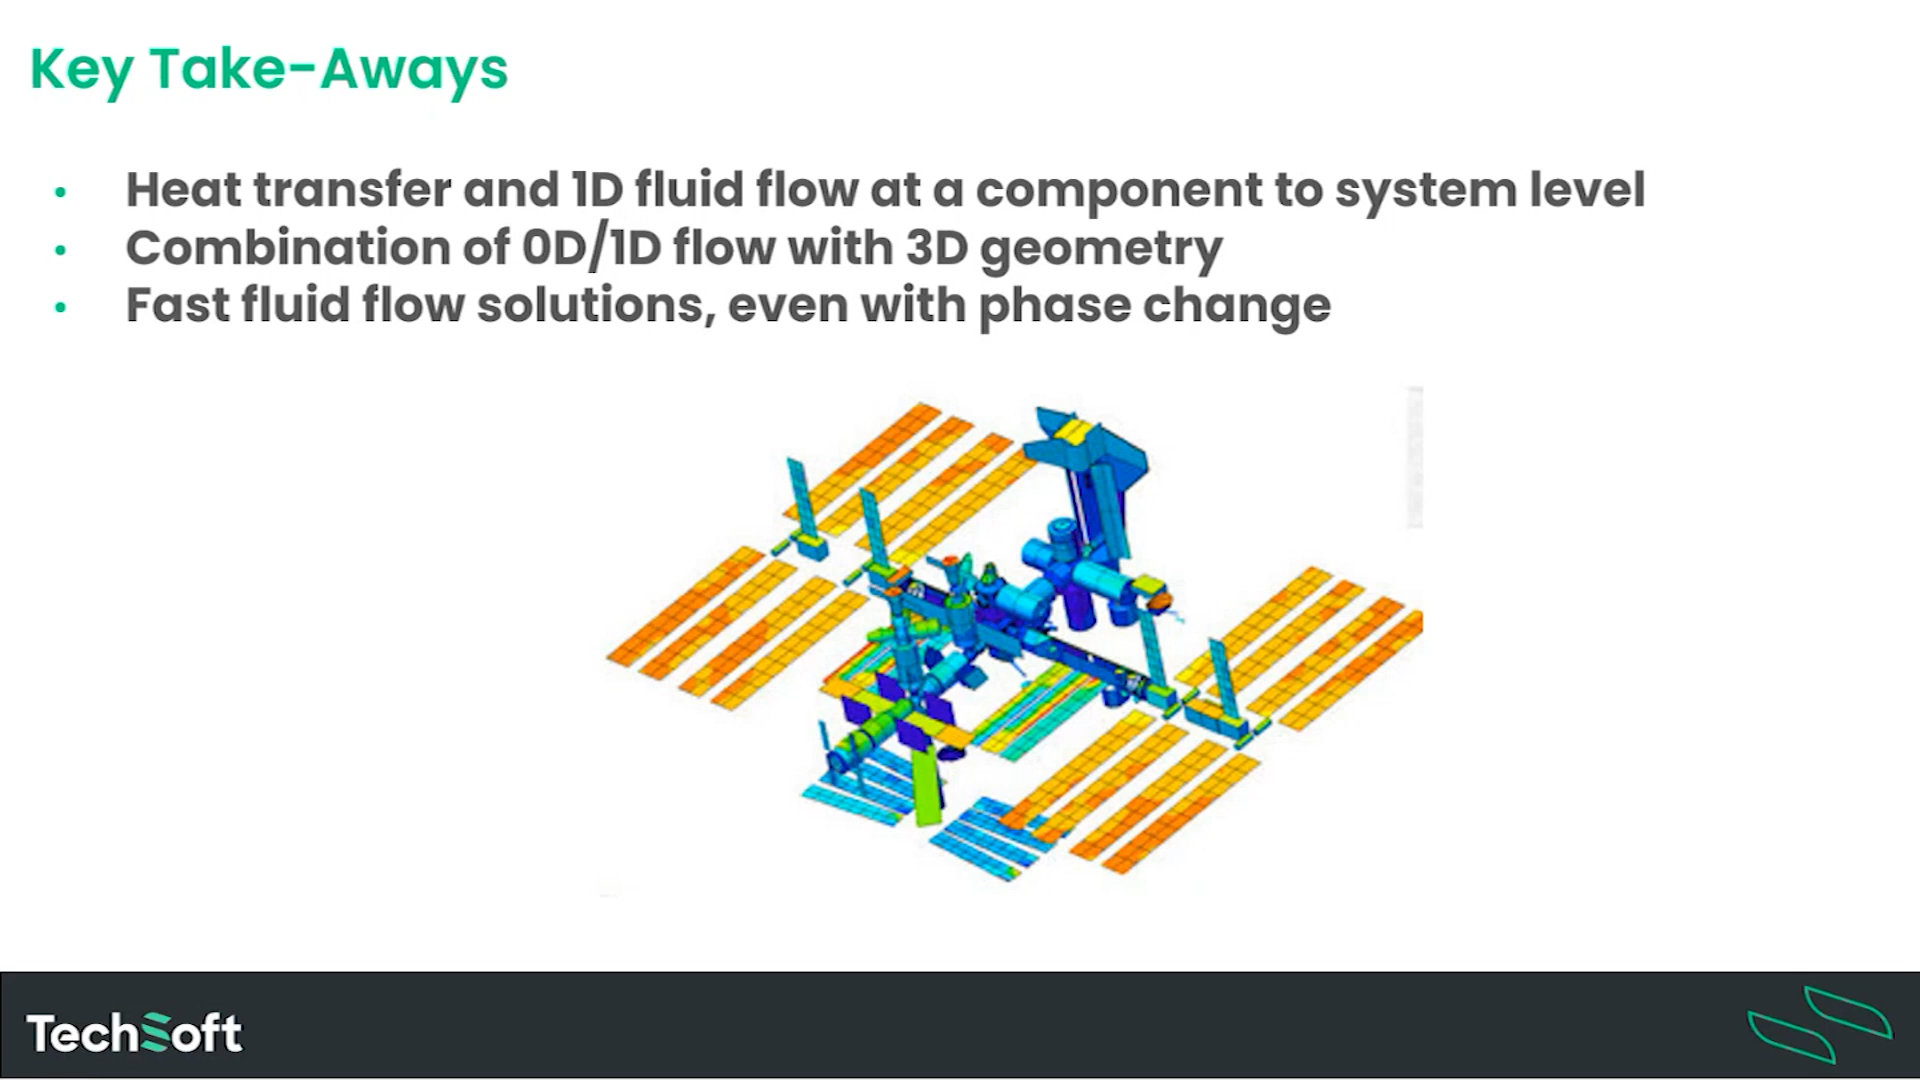 Key Take-Aways
• Heat transfer and 1D fluid flow at a component to system level
• Combination of 0D/1D flow with 3D geometry
• Fast fluid flow solutions, even with phase change
TechSoft